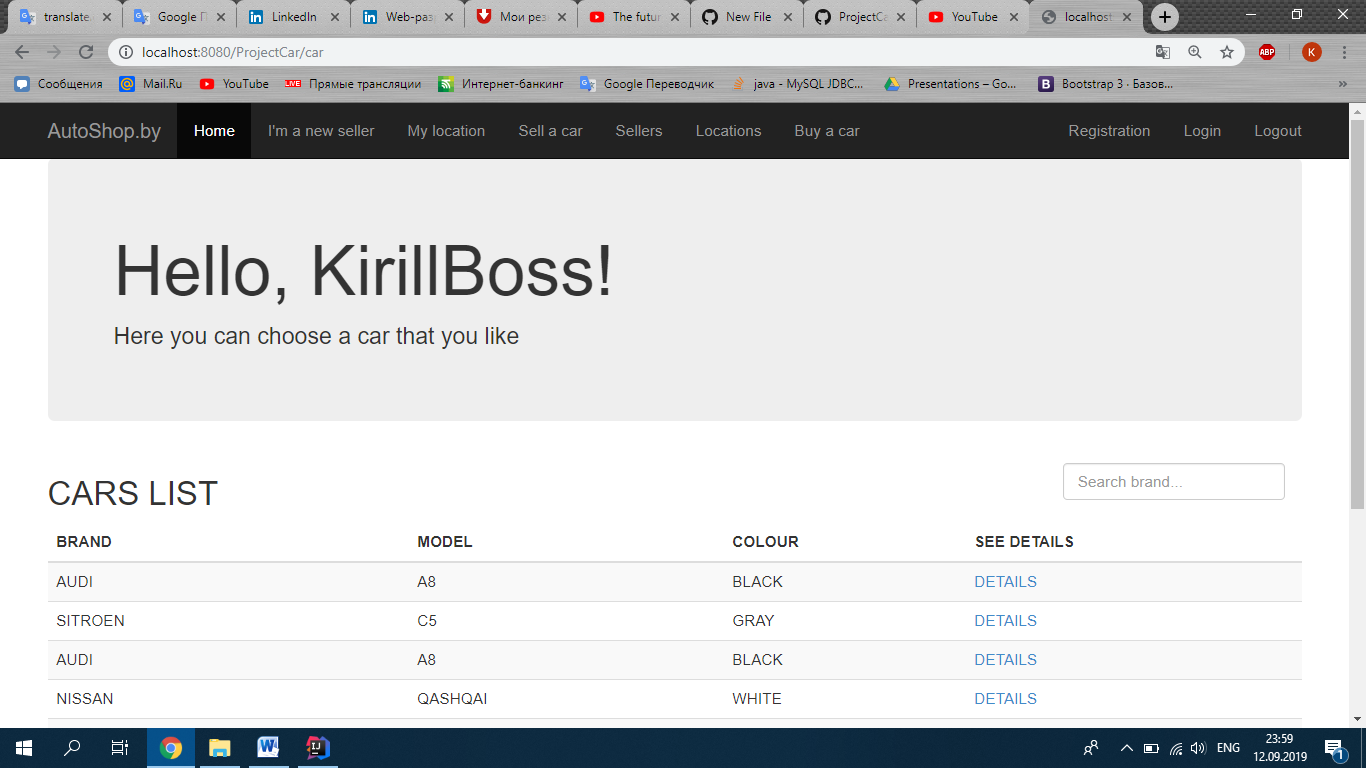 translate. Google П LinkedIn Web-раз Мои рез The futur New File ProjectCa YouTube localhost
localhost:8080/ProjectCar/car ABP K
Сообщения Mail.Ru YouTube LIVE Прямые трансляции Интернет-банкинг Google Переводчик java - MySQL JDBC... Presentations – Go... B Bootstrap 3 · Базов... »
AutoShop.by Home I'm a new seller My location Sell a car Sellers Locations Buy a car Registration Login Logout
Hello, KirillBoss!
Here you can choose a car that you like
Search brand...
CARS LIST
BRAND MODEL COLOUR SEE DETAILS
AUDI A8 BLACK DETAILS
SITROEN C5 GRAY DETAILS
AUDI A8 BLACK DETAILS
NISSAN QASHQAI WHITE DETAILS
23:59
ENG
12.09.2019
1